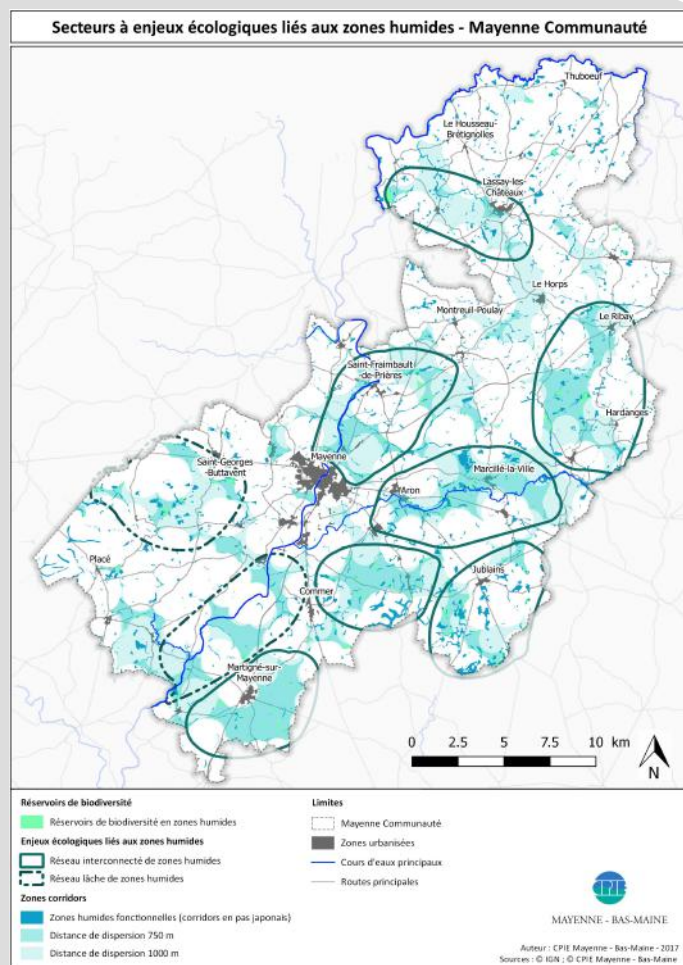 Secteurs à enjeux écologiques liés aux zones humides - Mayenne Communauté
Thuboeuf
Le Housseau-
Brétignolles
Lassay-les-
Châteaux
Le Horps
Montreuil-Poulay
Le Ribay
Saint-Fraimbault
de-Prières
Hardanges
Saint-Georges
-Buttavent
Mayenne
Marcillé-la-Ville
Aron
Placé
Jublains
Commer
Martigné-sur-
Mayenne
0 2.5 5 7.5 10 km
N
Réservoirs de biodiversité
Réservoirs de biodiversité en zones humides
Enjeux écologiques liés aux zones humides
Réseau interconnecté de zones humides
Réseau lâche de zones humides
Zones corridors
Zones humides fonctionnelles (corridors en pas japonais)
Distance de dispersion 750 m
Distance de dispersion 1000 m
Limites
Mayenne Communauté
Zones urbanisées
Cours d'eaux principaux
Routes principales
CPIE
MAYENNE - BAS-MAINE
Auteur : CPIE Mayenne - Bas-Maine - 2017
Sources : © IGN ; © CPIE Mayenne - Bas-Maine